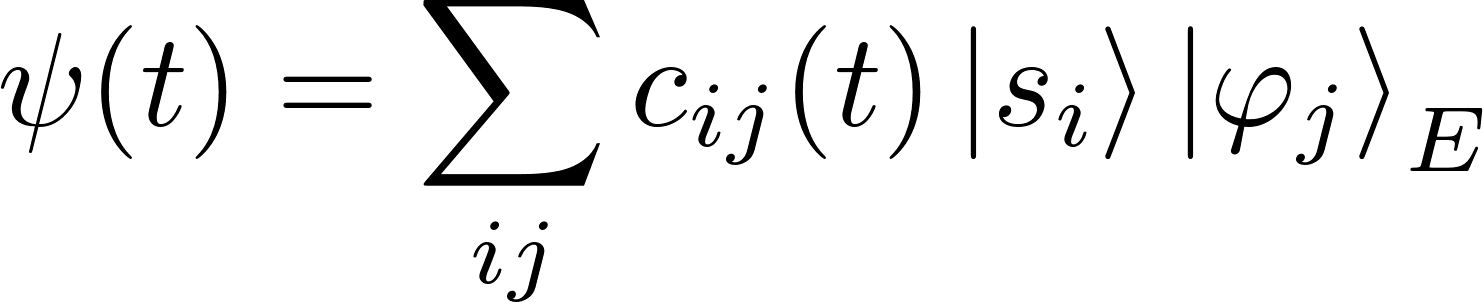 ψ(t) = ∑_{ij} c_{ij}(t) |s_i⟩ |φ_j⟩_E